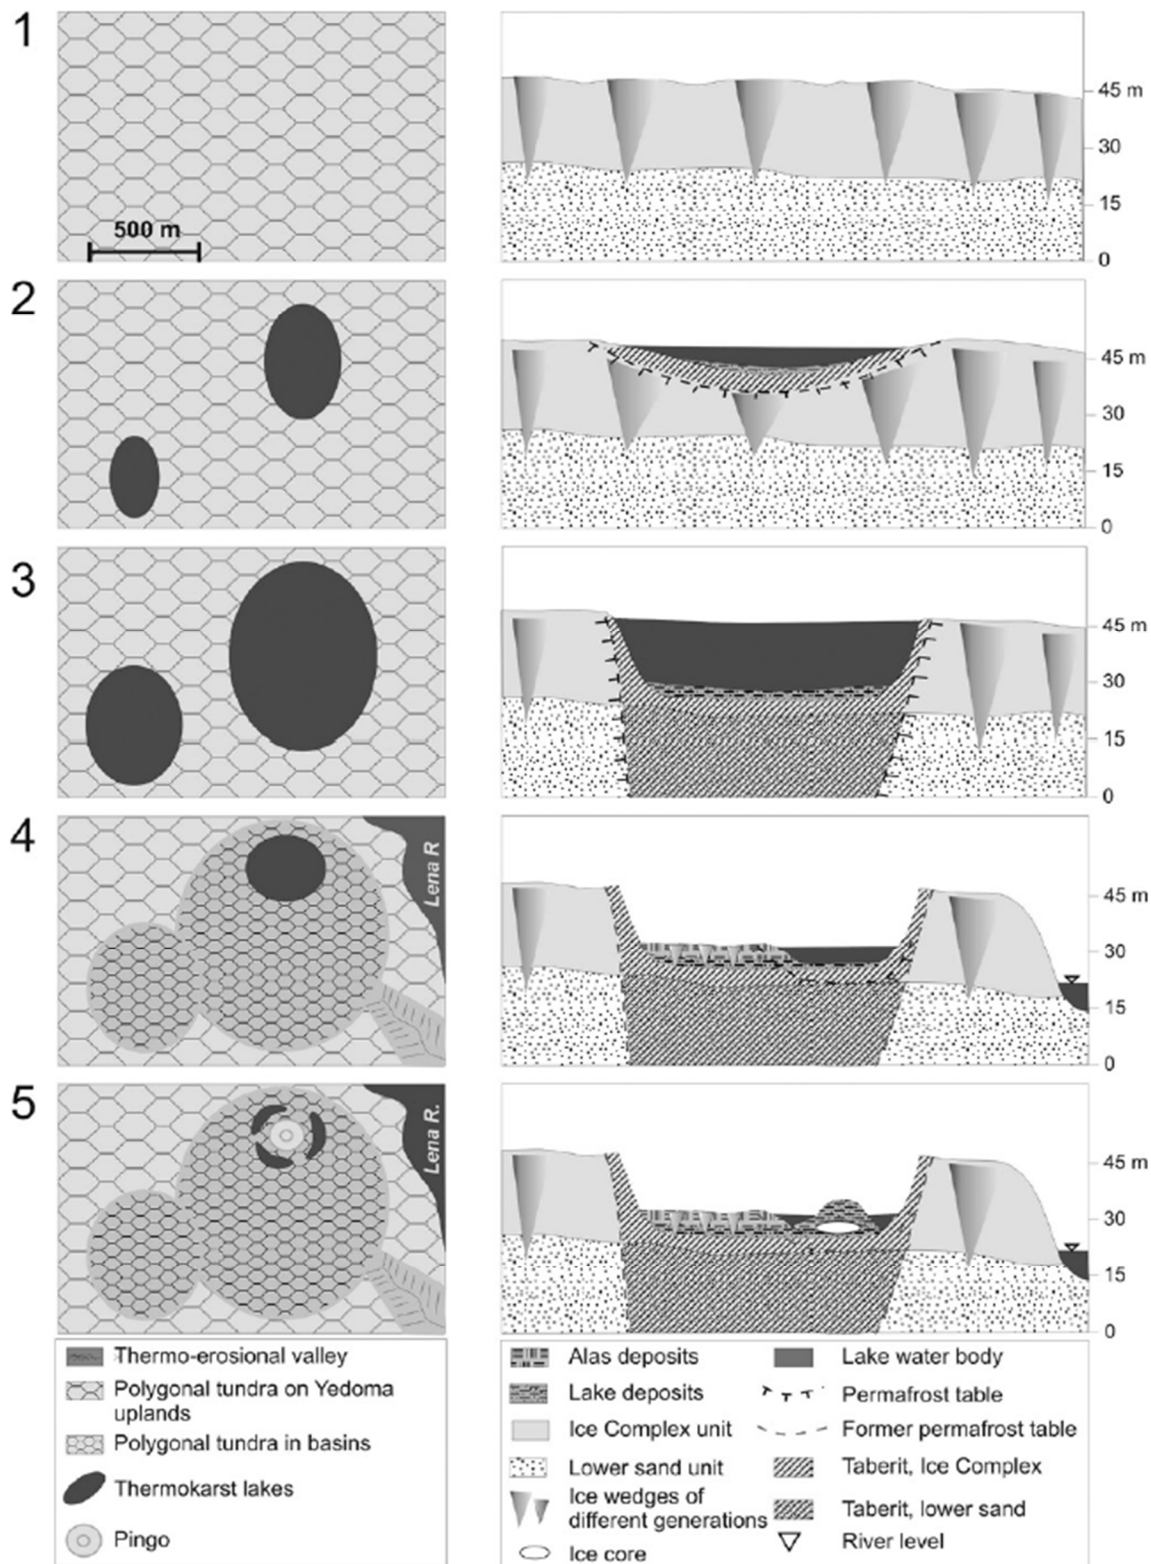 1
500 m
45 m
30
15
0
2
45 m
30
15
0
3
45 m
30
15
0
4
Lena R
45 m
30
15
0
5
Lena R.
45 m
30
15
0
Thermo-erosional valley
Polygonal tundra on Yedoma
uplands
Polygonal tundra in basins
Thermokarst lakes
Pingo
Alas deposits
Lake deposits
Ice Complex unit
Lower sand unit
Ice wedges of
different generations
Ice core
Lake water body
Permafrost table
Former permafrost table
Taberit, Ice Complex
Taberit, lower sand
River level